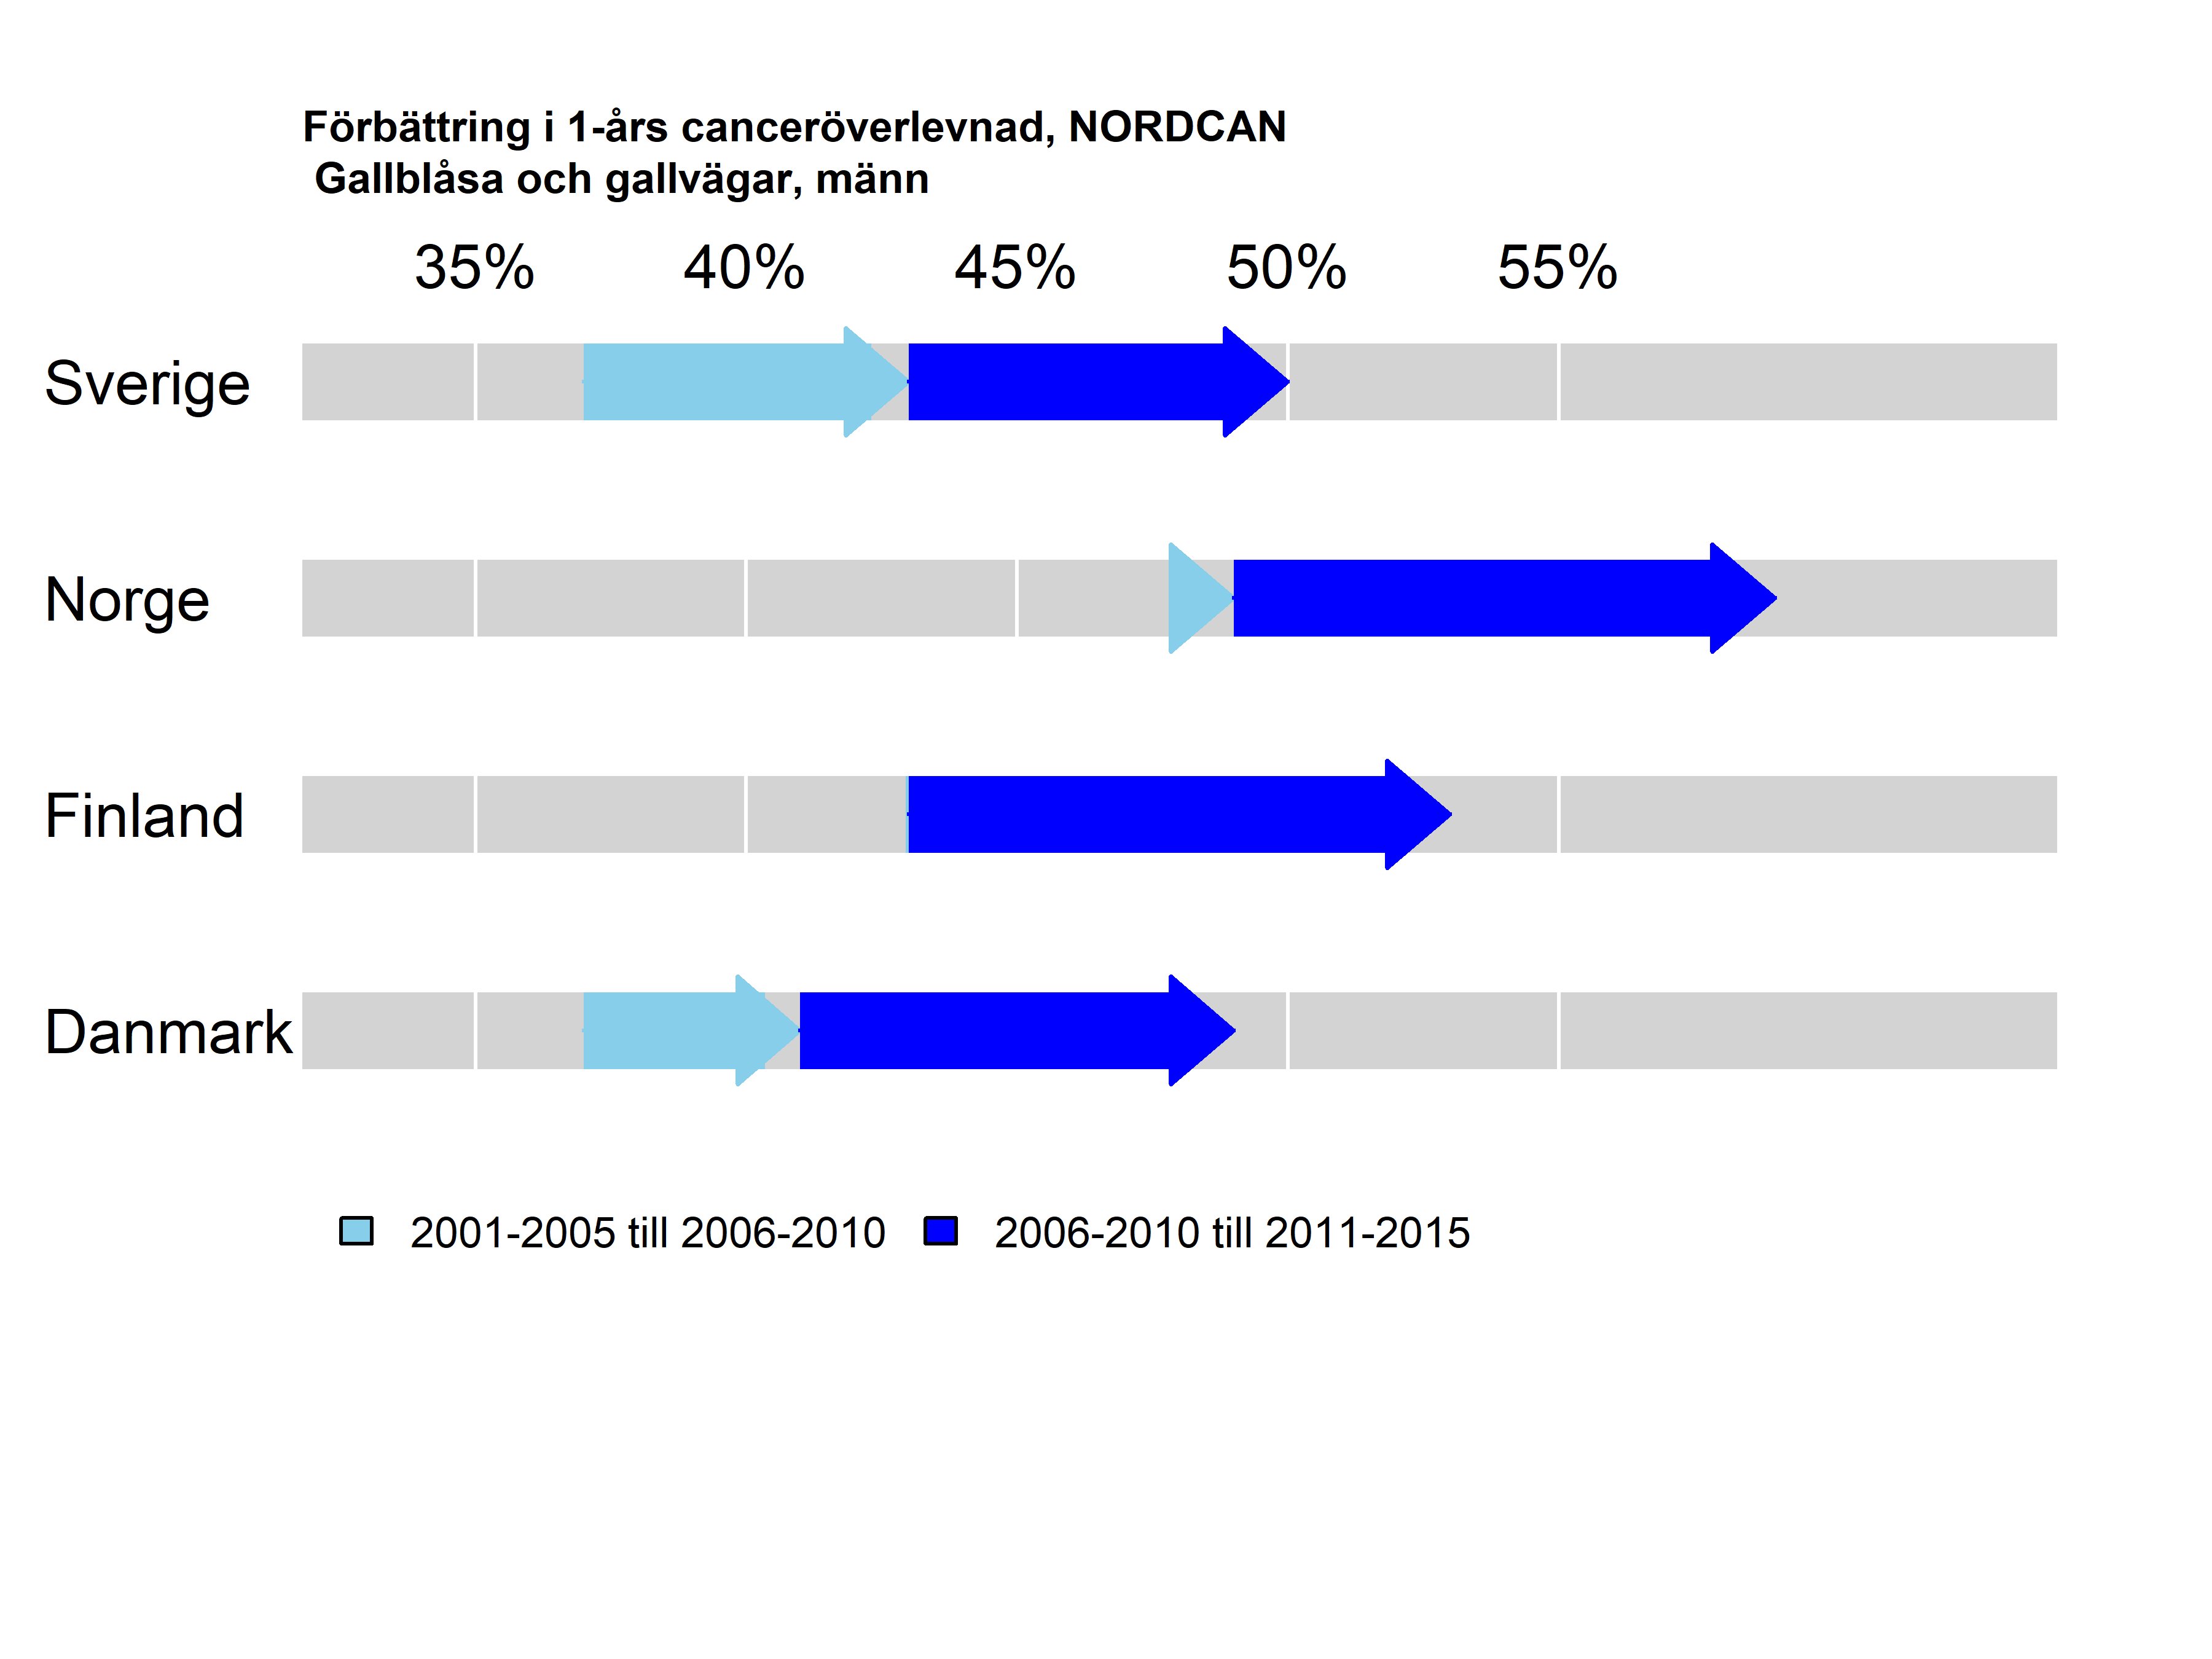 Förbättring i 1-års canceröverlevnad, NORDCAN
Gallblåsa och gallvägar, männ
35% 40% 45% 50% 55%
Sverige
Norge
Finland
Danmark
2001-2005 till 2006-2010 2006-2010 till 2011-2015